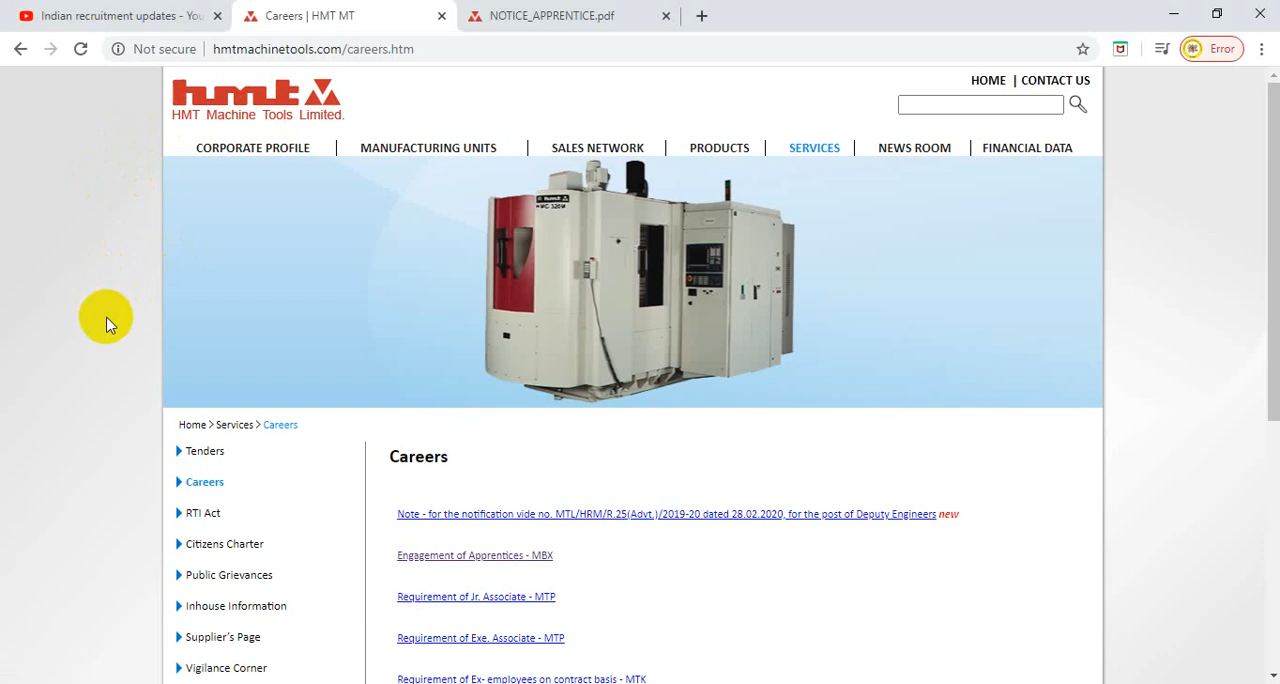 Indian recruitment updates - You
Careers | HMT MT
NOTICE_APPRENTICE.pdf
Not secure
hmtmachinetools.com/careers.htm
Error
hmt
HMT Machine Tools Limited.
HOME | CONTACT US
CORPORATE PROFILE
MANUFACTURING UNITS
SALES NETWORK
PRODUCTS
SERVICES
NEWS ROOM
FINANCIAL DATA
Home > Services > Careers
Tenders
Careers
RTI Act
Citizens Charter
Public Grievances
Inhouse Information
Supplier's Page
Vigilance Corner
Careers
Note - for the notification vide no. MTL/HRM/R.25(Advt.)/2019-20 dated 28.02.2020, for the post of Deputy Engineers new
Engagement of Apprentices - MBX
Requirement of Jr. Associate - MTP
Requirement of Exe. Associate - MTP
Requirement of Ex- employees on contract basis - MTK